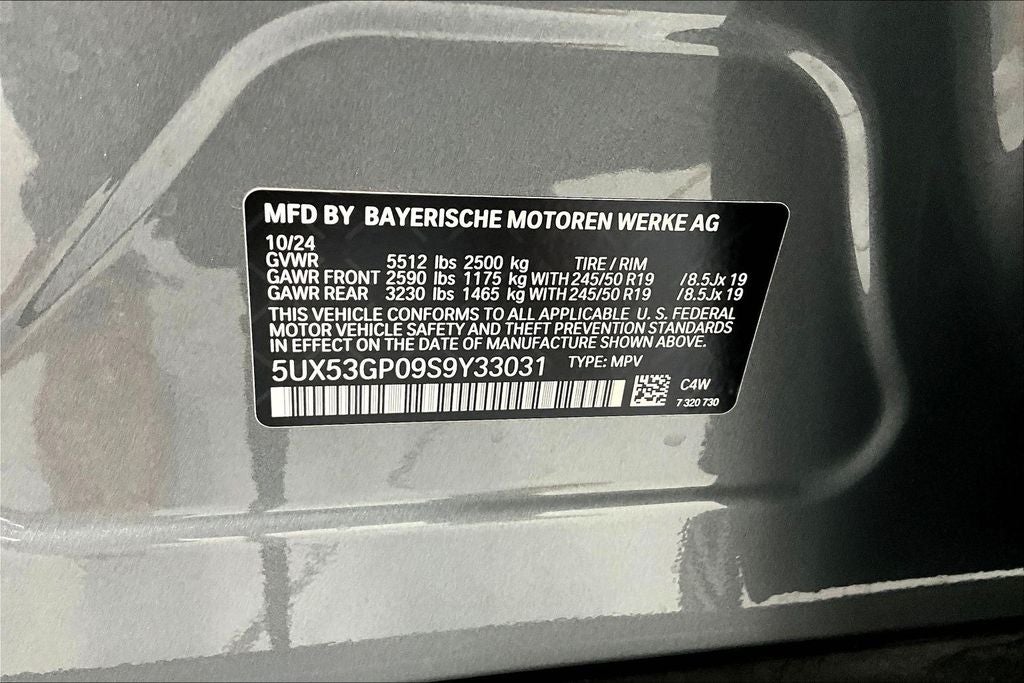 MFD BY BAYERISCHE MOTOREN WERKE AG
10/24
GVWR 5512 lbs 2500 kg TIRE / RIM
GAWR FRONT 2590 lbs 1175 kg WITH 245/50 R19 /8.5Jx 19
GAWR REAR 3230 lbs 1465 kg WITH 245/50 R19 /8.5Jx 19
THIS VEHICLE CONFORMS TO ALL APPLICABLE U. S. FEDERAL
MOTOR VEHICLE SAFETY AND THEFT PREVENTION STANDARDS
IN EFFECT ON THE DATE OF MANUFACTURE SHOWN ABOVE.
5UX53GP09S9Y33031 TYPE: MPV
C4W
7 320 730